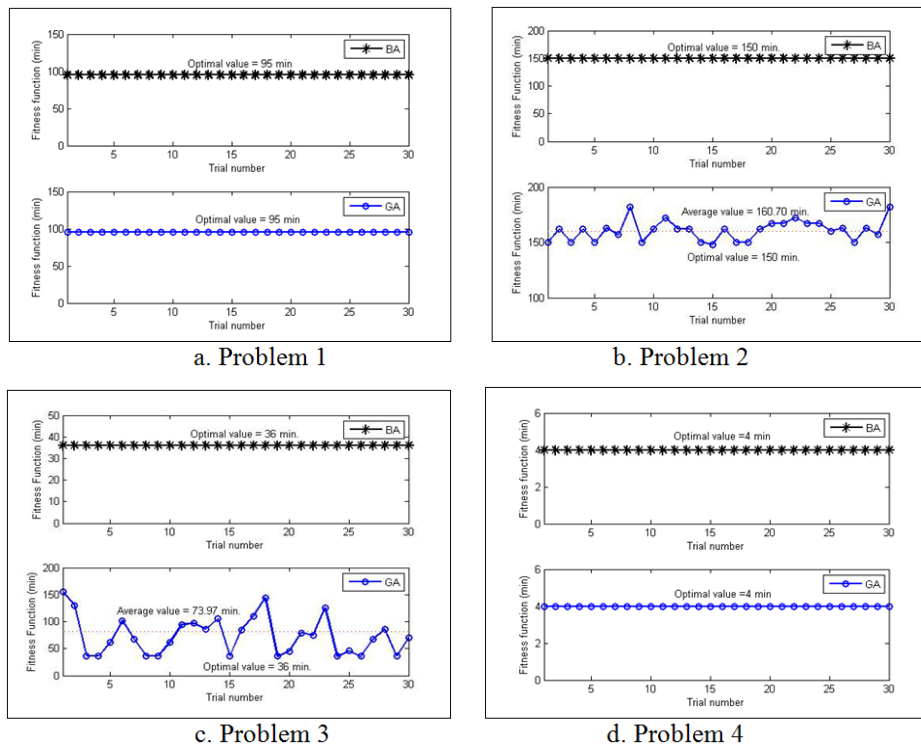 150
100
50
0
Fitness function (min)
Optimal value = 95 min
BA
5
10
15
20
25
30
Trial number
150
100
50
0
Fitness function (min)
Optimal value = 95 min
GA
5
10
15
20
25
30
Trial number
a. Problem 1
200
150
100
50
0
Fitness function (min)
Optimal value = 150 min.
BA
5
10
15
20
25
30
Trial number
200
150
100
Fitness Function (min)
Average value = 160.70 min.
Optimal value = 150 min.
GA
5
10
15
20
25
30
Trial number
b. Problem 2
50
40
30
20
10
0
Fitness Function (min)
Optimal value = 36 min.
BA
5
10
15
20
25
30
Trial number
200
150
100
50
0
Fitness Function (min)
Average value = 73.97 min.
Optimal value = 36 min.
GA
5
10
15
20
25
30
Trial number
c. Problem 3
6
4
2
0
Fitness Function (min)
Optimal value =4 min
BA
5
10
15
20
25
30
Trial number
6
4
2
0
Fitness Function (min)
Optimal value =4 min
GA
5
10
15
20
25
30
Trial number
d. Problem 4